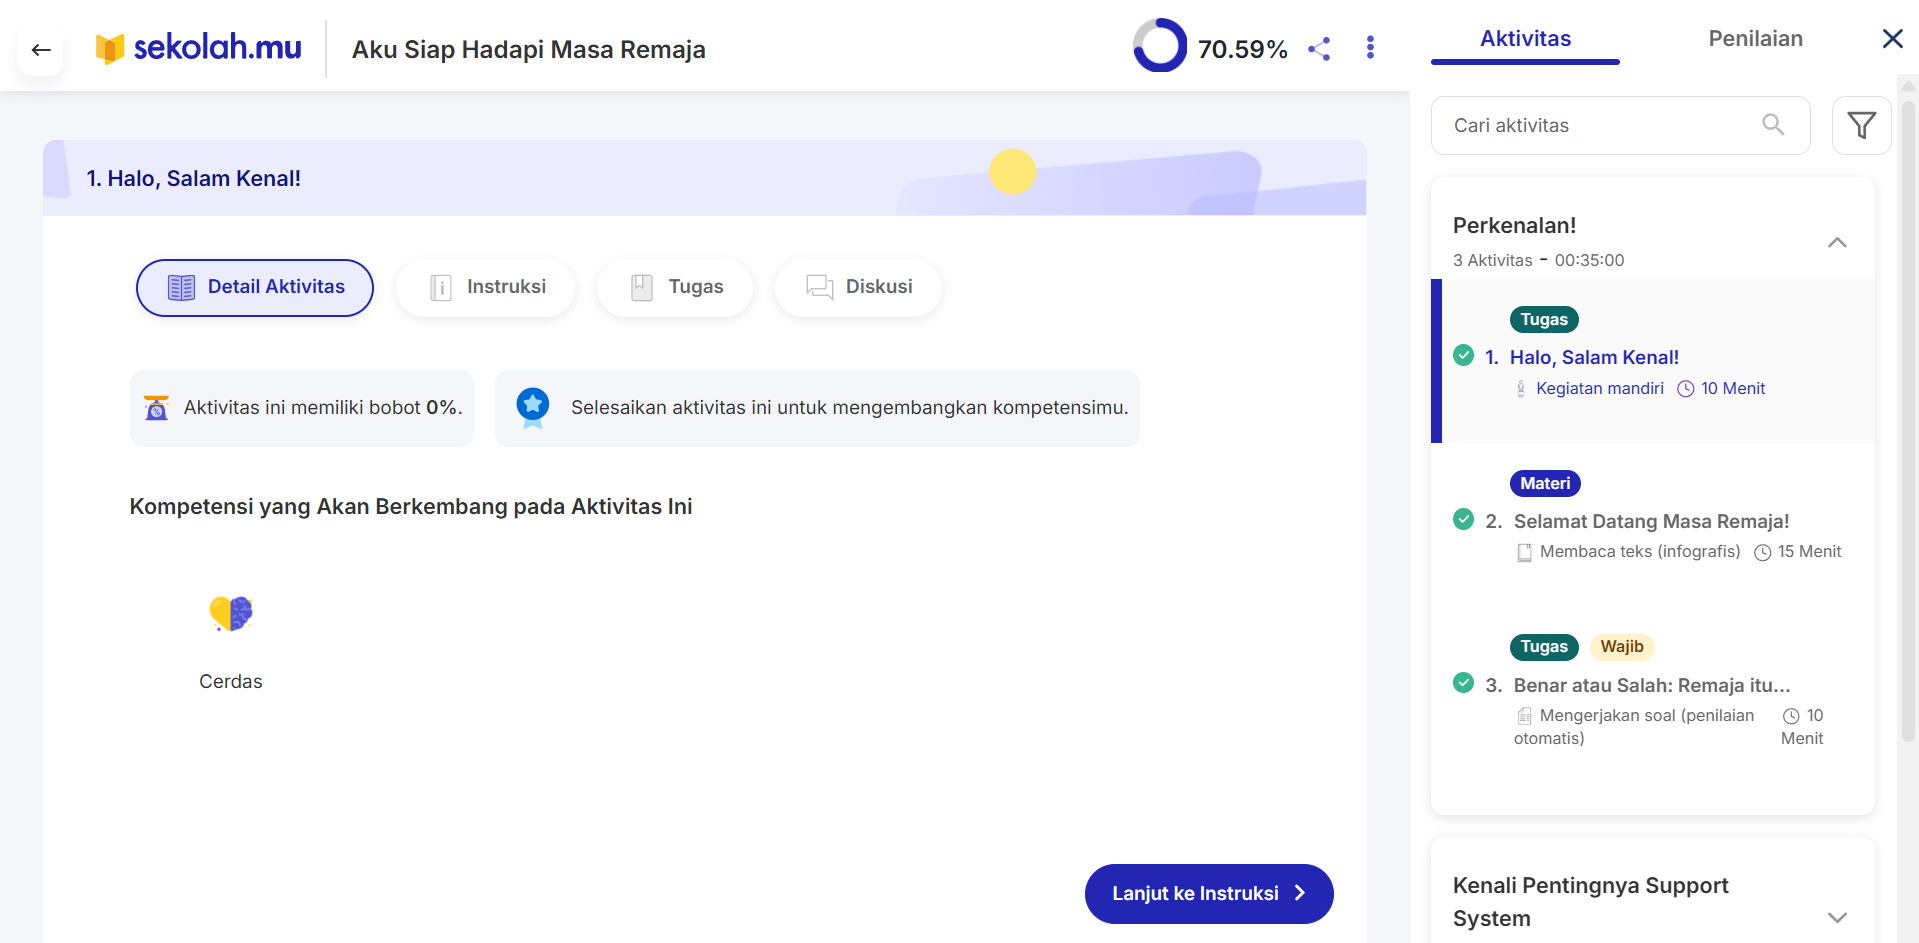 sekolah.mu
Aku Siap Hadapi Masa Remaja
70.59%
1. Halo, Salam Kenal!
Detail Aktivitas
Instruksi
Tugas
Diskusi
Aktivitas ini memiliki bobot 0%.
Selesaikan aktivitas ini untuk mengembangkan kompetensimu.
Kompetensi yang Akan Berkembang pada Aktivitas Ini
Cerdas
Lanjut ke Instruksi
Aktivitas
Penilaian
Cari aktivitas
Perkenalan!
3 Aktivitas - 00:35:00
Tugas
1. Halo, Salam Kenal!
Kegiatan mandiri 10 Menit
Materi
2. Selamat Datang Masa Remaja!
Membaca teks (infografis) 15 Menit
Tugas Wajib
3. Benar atau Salah: Remaja itu...
Mengerjakan soal (penilaian
otomatis)
10
Menit
Kenali Pentingnya Support
System